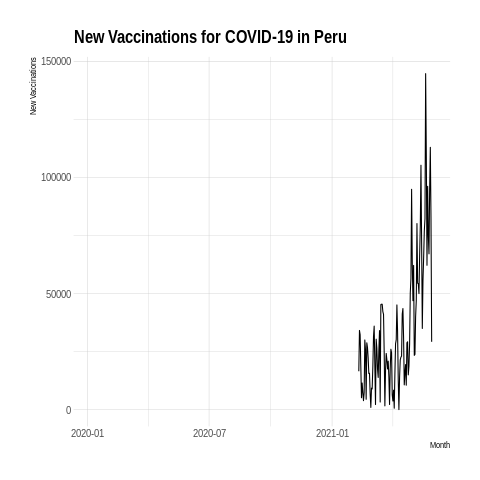 New Vaccinations for COVID-19 in Peru
New Vaccinations
150000
100000
50000
0
2020-01 2020-07 2021-01
Month